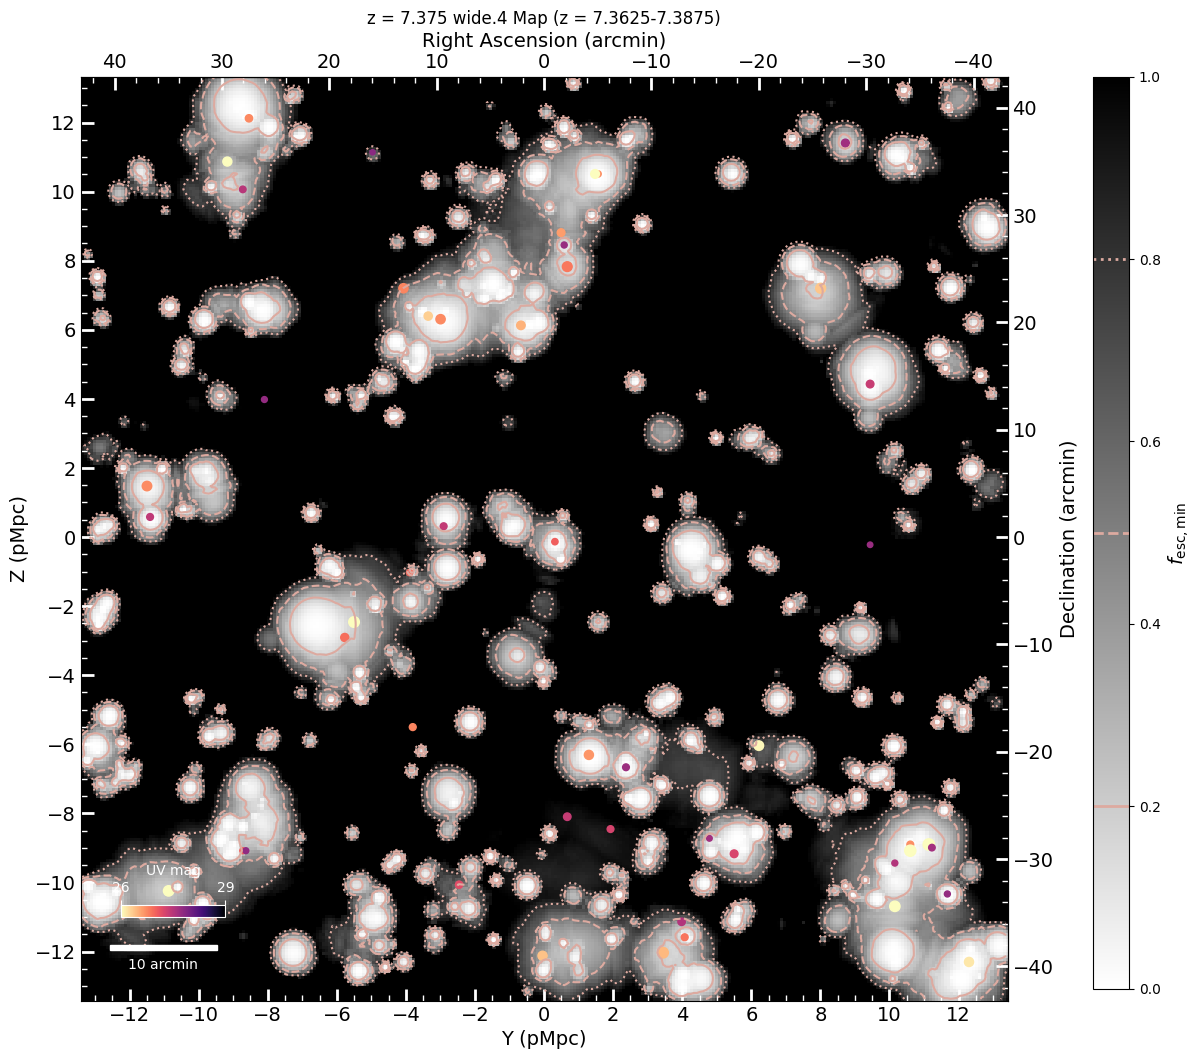 z = 7.375 wide.4 Map (z = 7.3625-7.3875)
Right Ascension (arcmin)
40 30 20 10 0 −10 −20 −30 −40
12 10 8 6 4 2 0 −2 −4 −6 −8 −10 −12
Z (pMpc)
40 30 20 10 0 −10 −20 −30 −40
Declination (arcmin)
1.0 0.8 0.6 0.4 0.2 0.0
fesc,min
UV mag
26 29
10 arcmin
−12 −10 −8 −6 −4 −2 0 2 4 6 8 10 12
Y (pMpc)